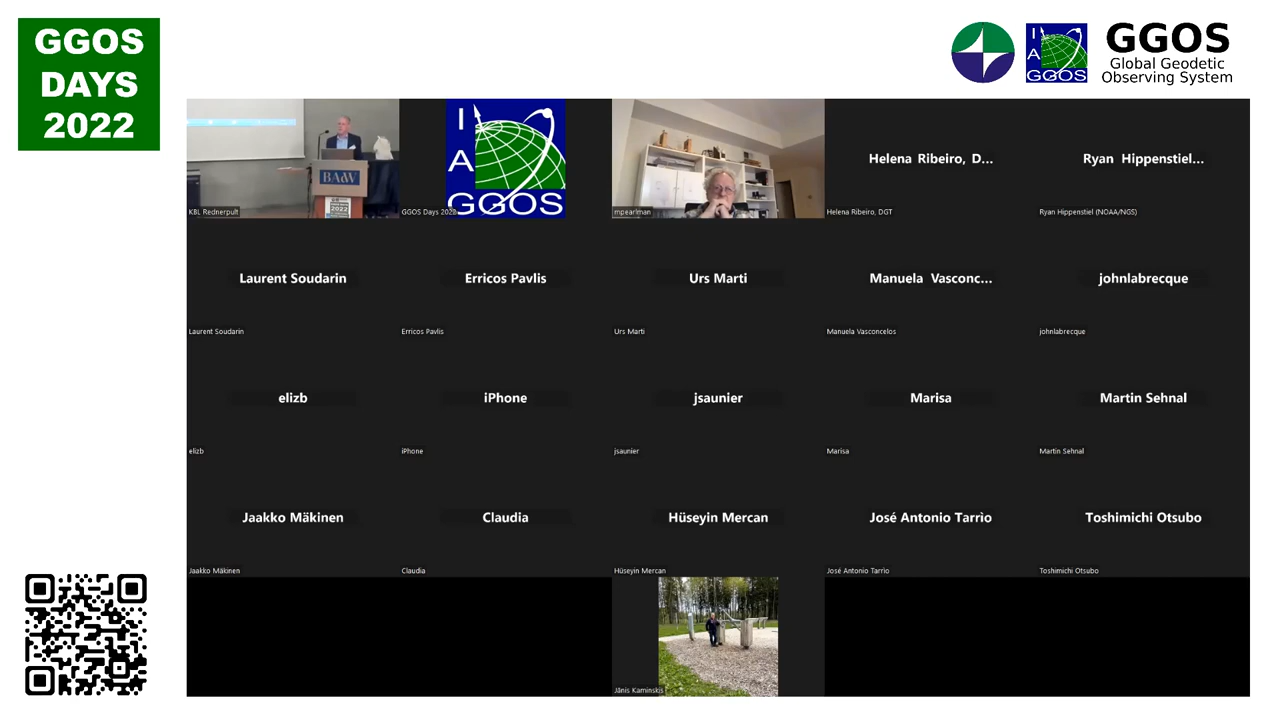 GGOS
DAYS
2022
I
A
GGOS
GGOS
Global Geodetic
Observing System
BAdW
KBL Rednerpult
I
A
GGOS
GGOS Days 2022
mpearlman
Helena Ribeiro, D...
Helena Ribeiro, DGT
Ryan Hippenstiel...
Ryan Hippenstiel (NOAA/NGS)
Laurent Soudarin
Laurent Soudarin
Erricos Pavlis
Erricos Pavlis
Urs Marti
Urs Marti
Manuela Vasconc...
Manuela Vasconcelos
johnlabrecque
johnlabrecque
elizb
elizb
iPhone
iPhone
jsaunier
jsaunier
Marisa
Marisa
Martin Sehnal
Martin Sehnal
Jaakko Mäkinen
Jaakko Mäkinen
Claudia
Claudia
Hüseyin Mercan
Hüseyin Mercan
José Antonio Tarrìo
José Antonio Tarrìo
Toshimichi Otsubo
Toshimichi Otsubo
Jānis Kaminskis